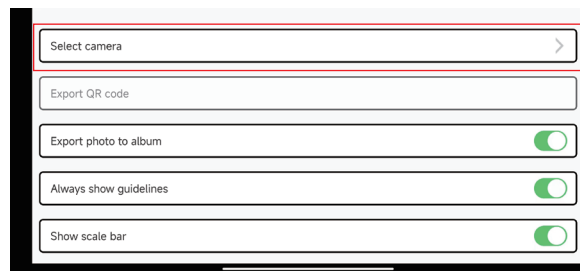 Select camera
Export QR code
Export photo to album
Always show guidelines
Show scale bar